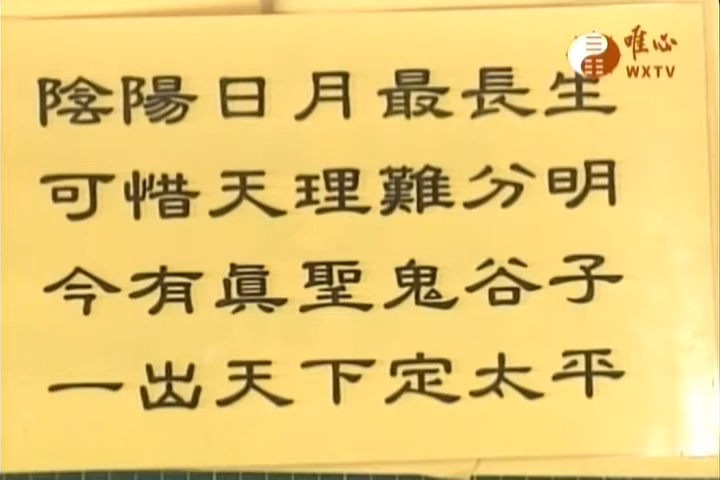 唯心
WXTV
陰陽日月最長生
可惜天理難分明
今有眞聖鬼谷子
一出天下定太平